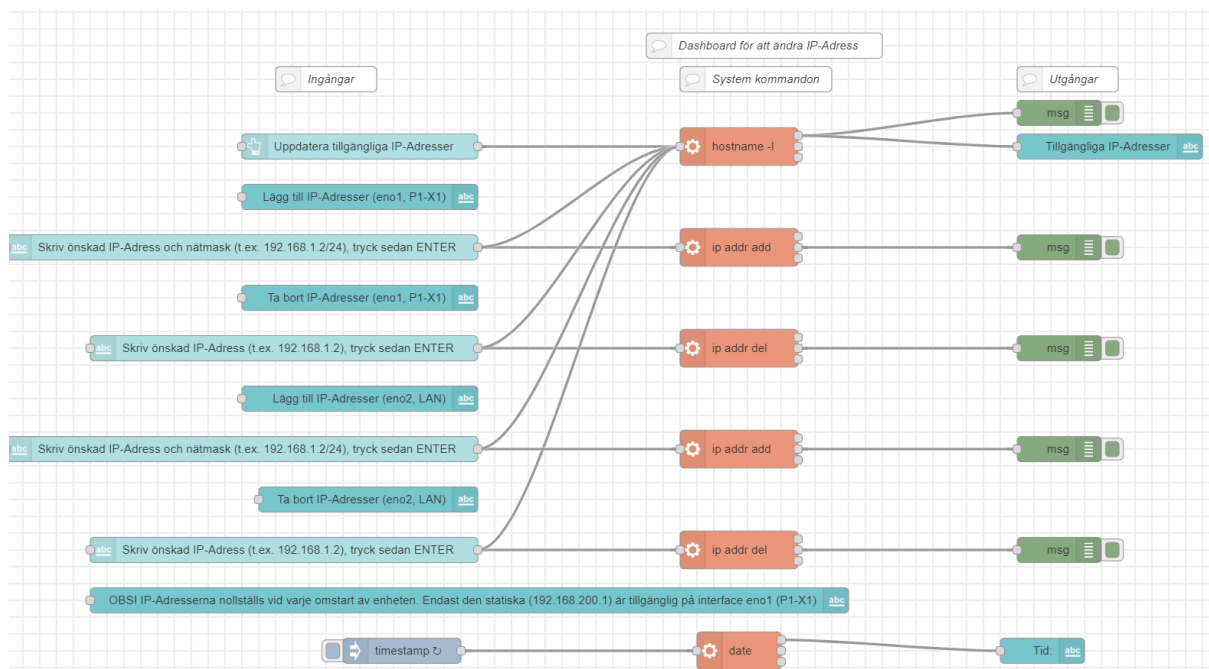 Dashboard för att ändra IP-Adress
Ingångar
System kommandon
Utgångar
msg
Uppdatera tillgängliga IP-Adresser
hostname -I
Tillgängliga IP-Adresser
abc
Lägg till IP-Adresser (eno1, P1-X1)
abc
abc
Skriv önskad IP-Adress och nätmask (t.ex. 192.168.1.2/24), tryck sedan ENTER
ip addr add
msg
Ta bort IP-Adresser (eno1, P1-X1)
abc
abc
Skriv önskad IP-Adress (t.ex. 192.168.1.2), tryck sedan ENTER
ip addr del
msg
Lägg till IP-Adresser (eno2, LAN)
abc
abc
Skriv önskad IP-Adress och nätmask (t.ex. 192.168.1.2/24), tryck sedan ENTER
ip addr add
msg
Ta bort IP-Adresser (eno2, LAN)
abc
abc
Skriv önskad IP-Adress (t.ex. 192.168.1.2), tryck sedan ENTER
ip addr del
msg
OBS! IP-Adresserna nollställs vid varje omstart av enheten. Endast den statiska (192.168.200.1) är tillgänglig på interface eno1 (P1-X1)
abc
timestamp ↻
date
Tid:
abc